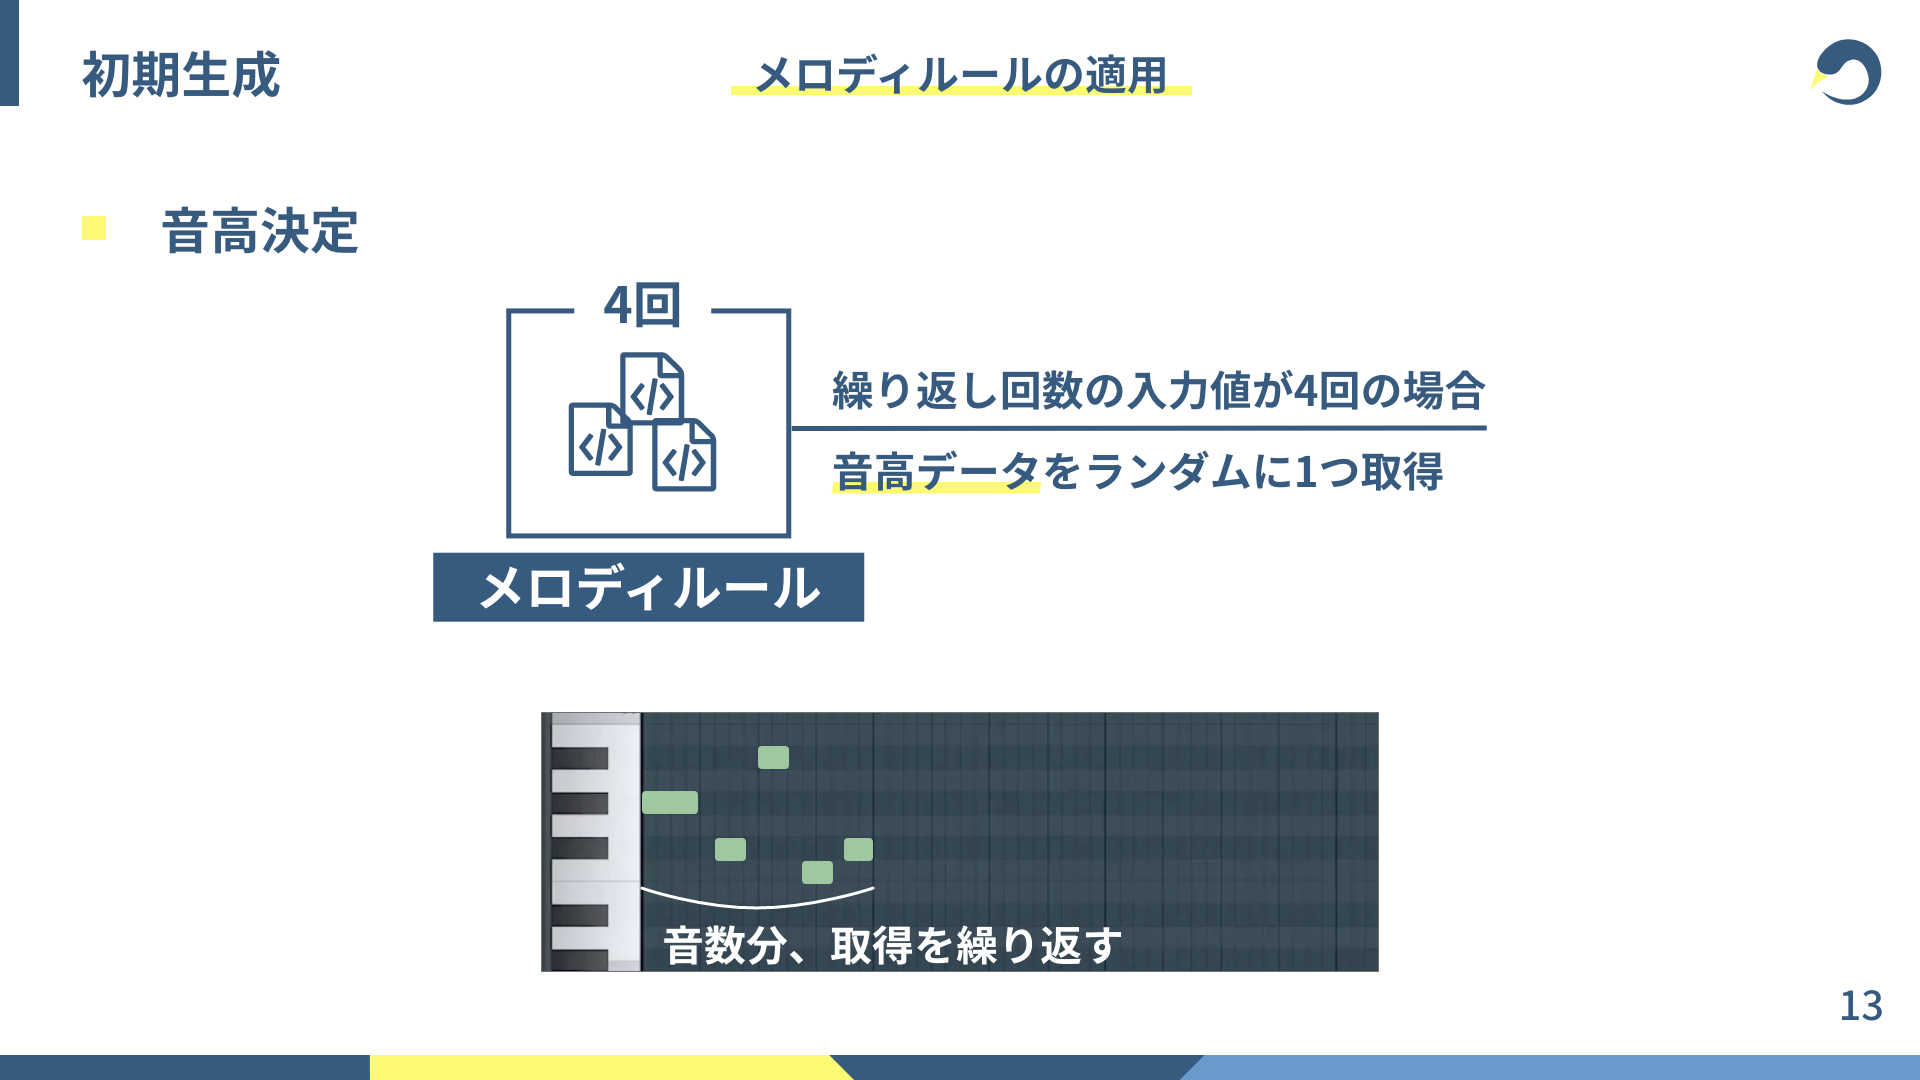 初期生成
メロディルールの適用
音高決定
4回
繰り返し回数の入力値が4回の場合
音高データをランダムに1つ取得
メロディルール
音数分、取得を繰り返す
13